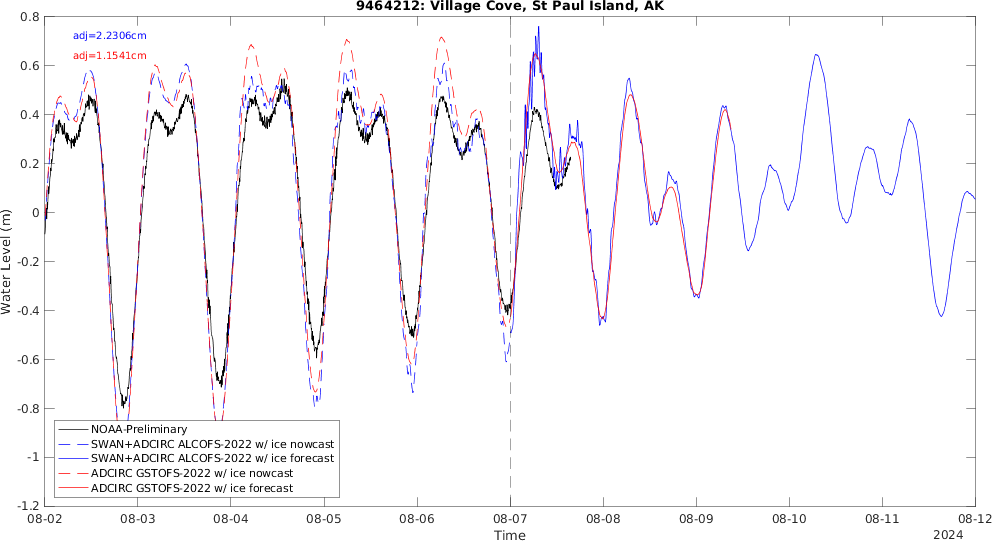 9464212: Village Cove, St Paul Island, AK
adj=2.2306cm
adj=1.1541cm
Water Level (m)
0.8
0.6
0.4
0.2
0
-0.2
-0.4
-0.6
-0.8
-1
-1.2
NOAA-Preliminary
SWAN+ADCIRC ALCOFS-2022 w/ ice nowcast
SWAN+ADCIRC ALCOFS-2022 w/ ice forecast
ADCIRC GSTOFS-2022 w/ ice nowcast
ADCIRC GSTOFS-2022 w/ ice forecast
08-02 08-03 08-04 08-05 08-06 08-07 08-08 08-09 08-10 08-11 08-12
Time
2024